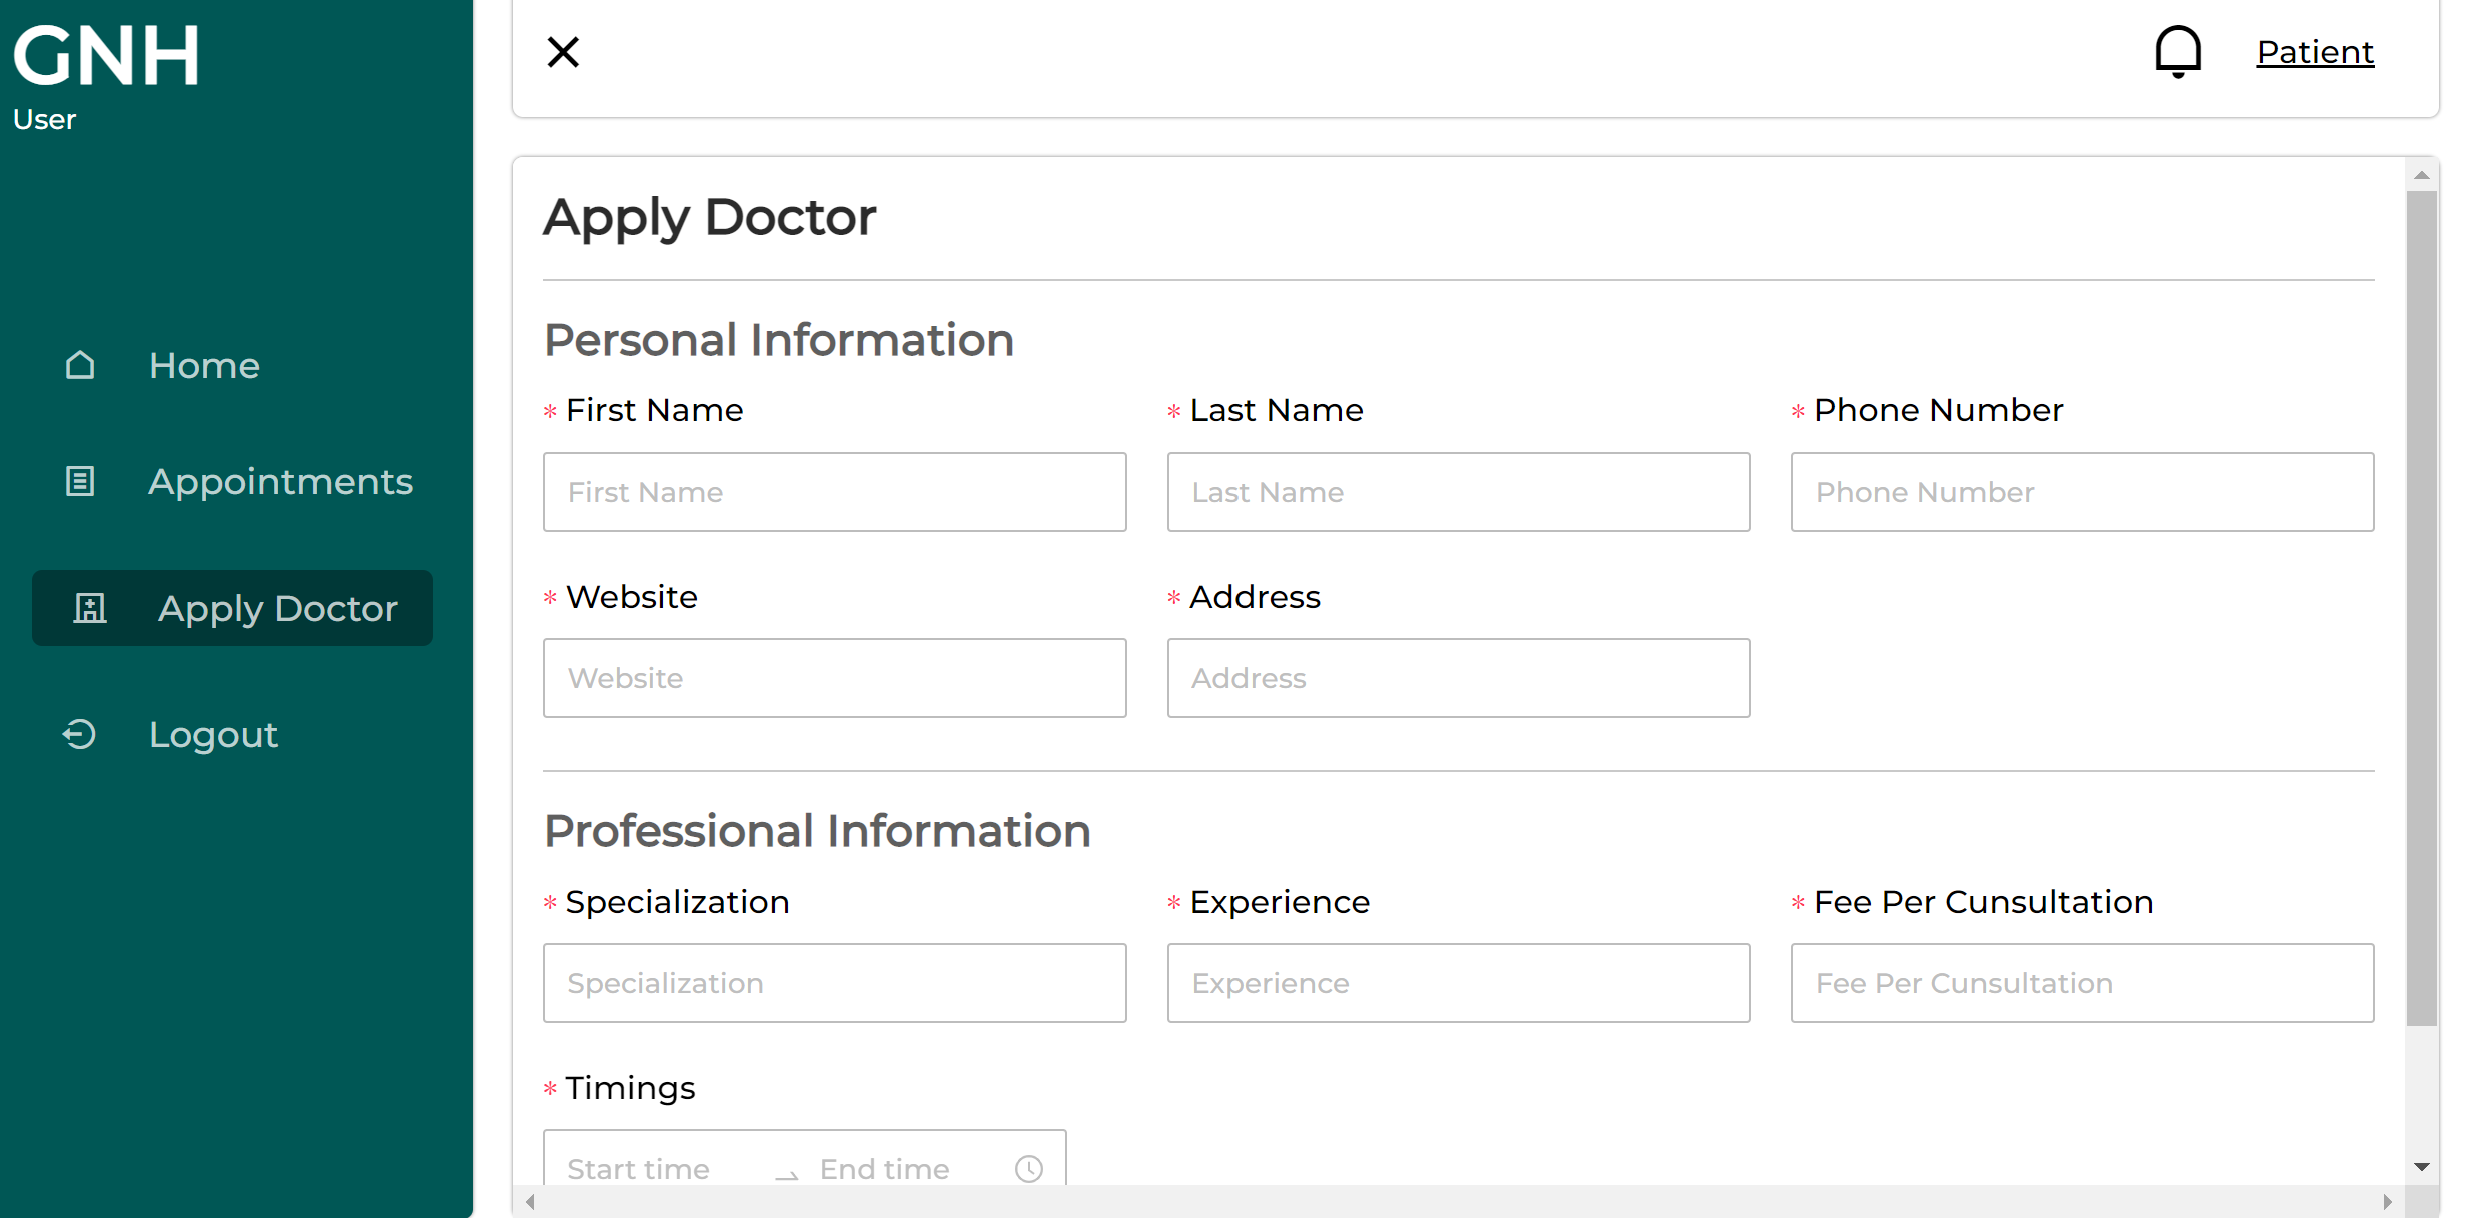 GNH
User
Home
Appointments
Apply Doctor
Logout
Patient
Apply Doctor
Personal Information
* First Name
* Last Name
* Phone Number
First Name
Last Name
Phone Number
* Website
* Address
Website
Address
Professional Information
* Specialization
* Experience
* Fee Per Cunsultation
Specialization
Experience
Fee Per Cunsultation
* Timings
Start time
End time